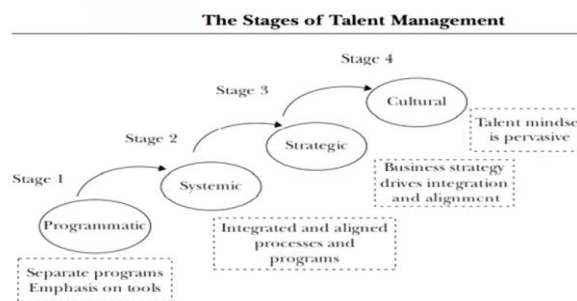 The Stages of Talent Management
Stage 4
Cultural
Talent mindse
is pervasive
Stage 3
Strategic
Business strategy
drives integration
and alignment
Stage 2
Systemic
Integrated and aligned
processes and
programs
Stage 1
Programmatic
Separate programs
Emphasis on tools